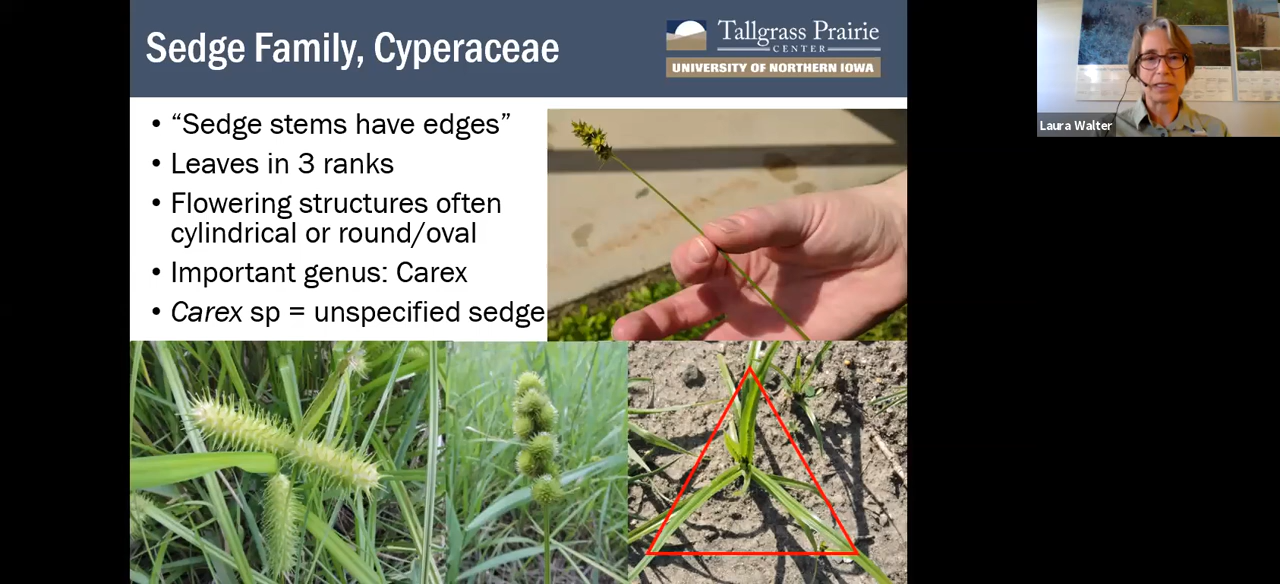 Sedge Family, Cyperaceae
Tallgrass Prairie
CENTER
UNIVERSITY OF NORTHERN IOWA
• “Sedge stems have edges”
• Leaves in 3 ranks
• Flowering structures often
cylindrical or round/oval
• Important genus: Carex
• Carex sp = unspecified sedge
Laura Walter